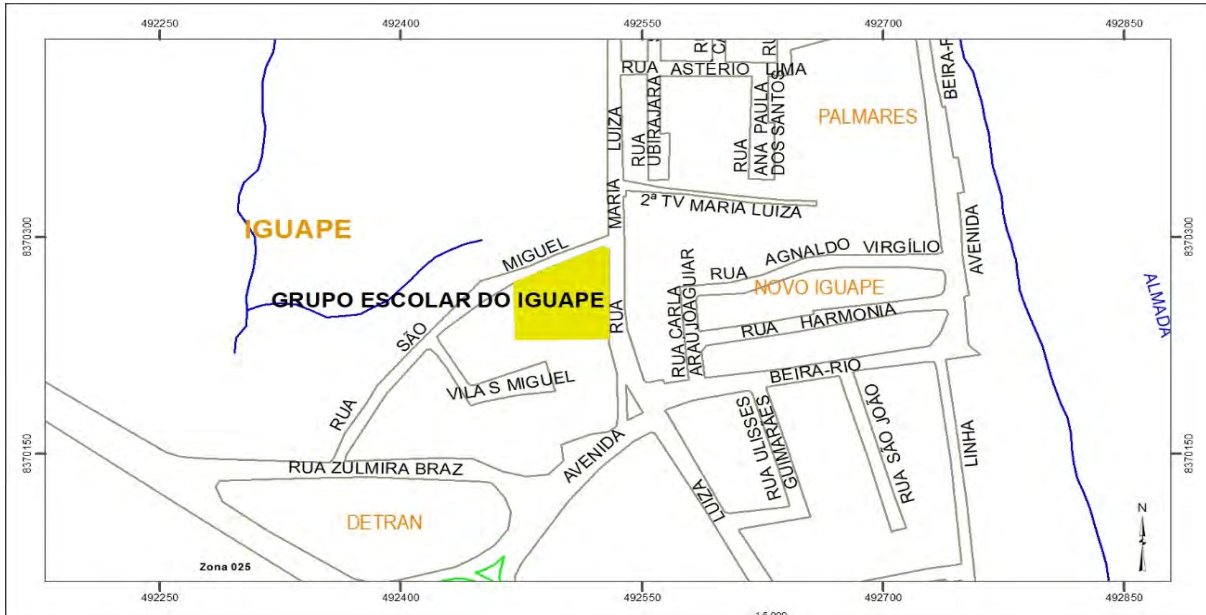 492250 492400 492550 492700 492850
RUA ASTÉRIO LIMA
BEIRA-R
RUA UBIRAJARA
RUA ANA PAULA DOS SANTOS
PALMARES
RUA MARIA LUIZA
2ª TV MARIA LUIZA
8370300
8370300
IGUAPE
RUA SÃO MIGUEL
RUA AGNALDO VIRGÍLIO
AVENIDA
NOVO IGUAPE
GRUPO ESCOLAR DO IGUAPE
RUA CARLA
ARAUJOAGUIAR
RUA HARMONIA
ALMADA
VILA S MIGUEL
AVENIDA BEIRA-RIO
RUA ULISSES
GUIMARAES
RUA SÃO JOÃO
LINHA
8370150
8370150
RUA ZULMIRA BRAZ
LUIZA
DETRAN
N
Zona 025
492250 492400 492550 492700 492850